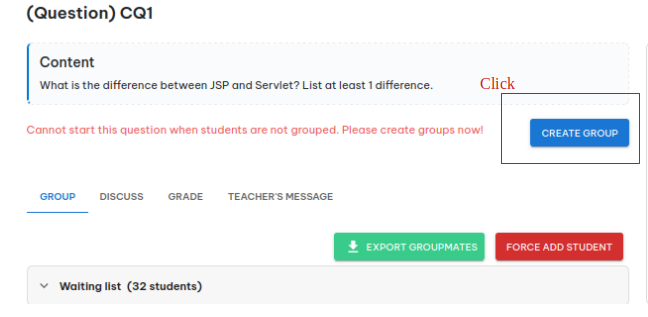 (Question) CQ1
Content
What is the difference between JSP and Servlet? List at least 1 difference.
Click
Cannot start this question when students are not grouped. Please create groups now!
CREATE GROUP
GROUP DISCUSS GRADE TEACHER'S MESSAGE
EXPORT GROUPMATES FORCE ADD STUDENT
Waiting list (32 students)